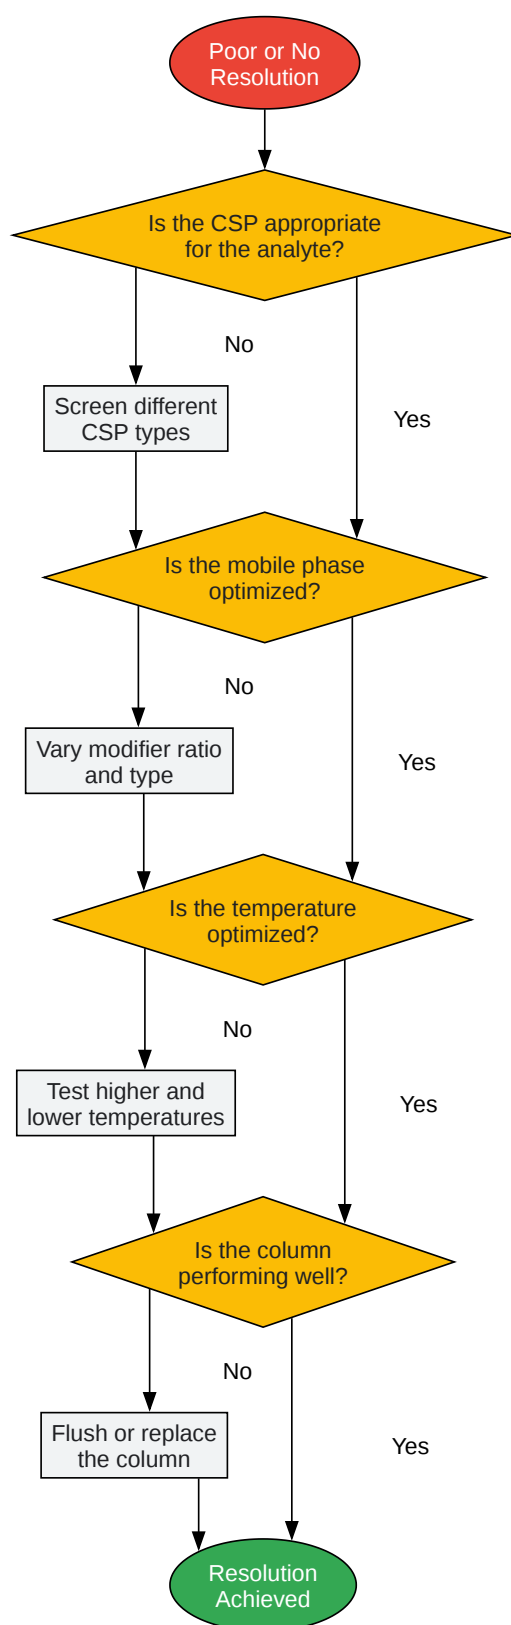 Poor or No
Resolution
Is the CSP appropriate
for the analyte?
No
Yes
Screen different
CSP types
Is the mobile phase
optimized?
No
Yes
Vary modifier ratio
and type
Is the temperature
optimized?
No
Yes
Test higher and
lower temperatures
Is the column
performing well?
No
Yes
Flush or replace
the column
Resolution
Achieved